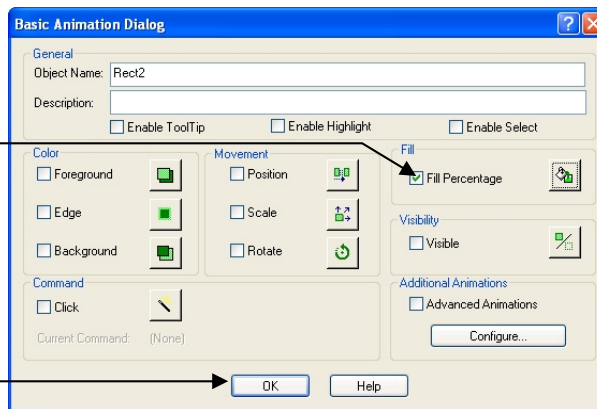 Basic Animation Dialog
General
Object Name: Rect2
Description:
Enable ToolTip Enable Highlight Enable Select
Color Movement Fill
Foreground Position Fill Percentage
Edge Scale Visibility
Visible
Background Rotate
Command Additional Animations
Click Advanced Animations
Current Command: (None) Configure...
OK Help